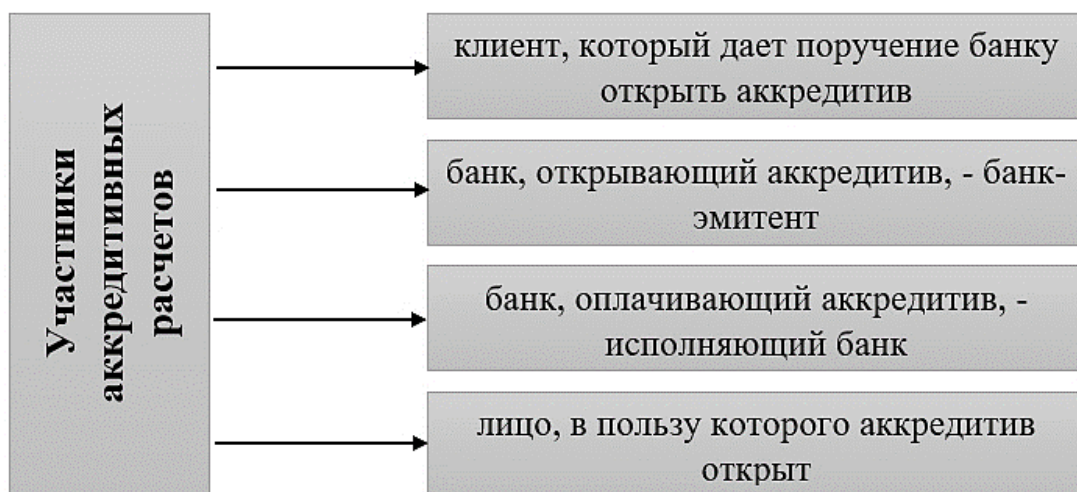 Участники
аккредитивных
расчетов
клиент, который дает поручение банку
открыть аккредитив
банк, открывающий аккредитив, - банк-
эмитент
банк, оплачивающий аккредитив, -
исполняющий банк
лицо, в пользу которого аккредитив
открыт